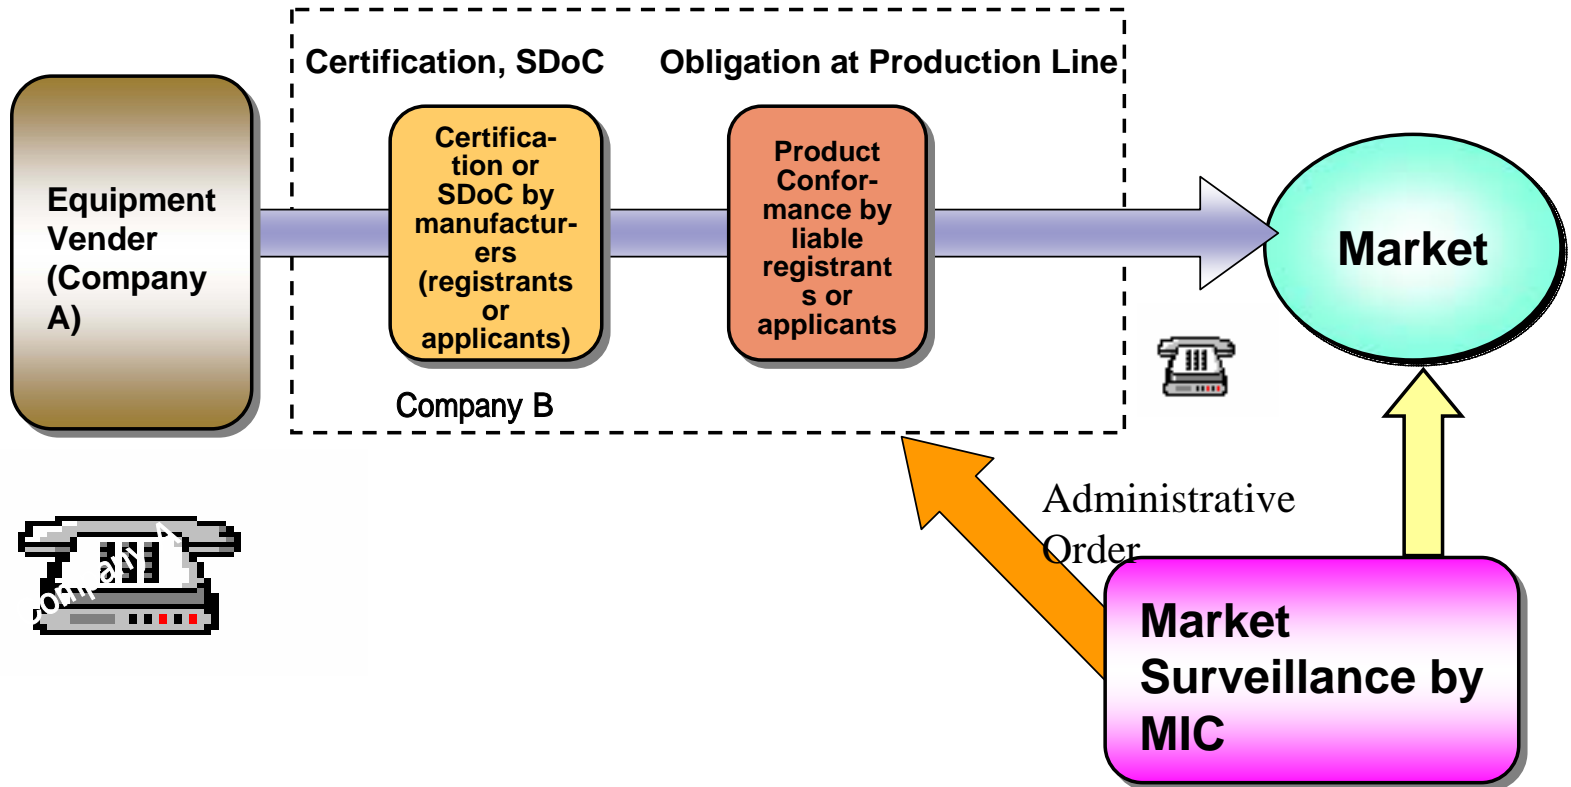 Certification, SDoC
Obligation at Production Line
Equipment
Vender
(Company
A)
Certifica-
tion or
SDoC by
manufactur-
ers
(registrants
or
applicants)
Product
Confor-
mance by
liable
registrant
s or
applicants
Market
Company B
Company A
Administrative
Order
Market
Surveillance by
MIC